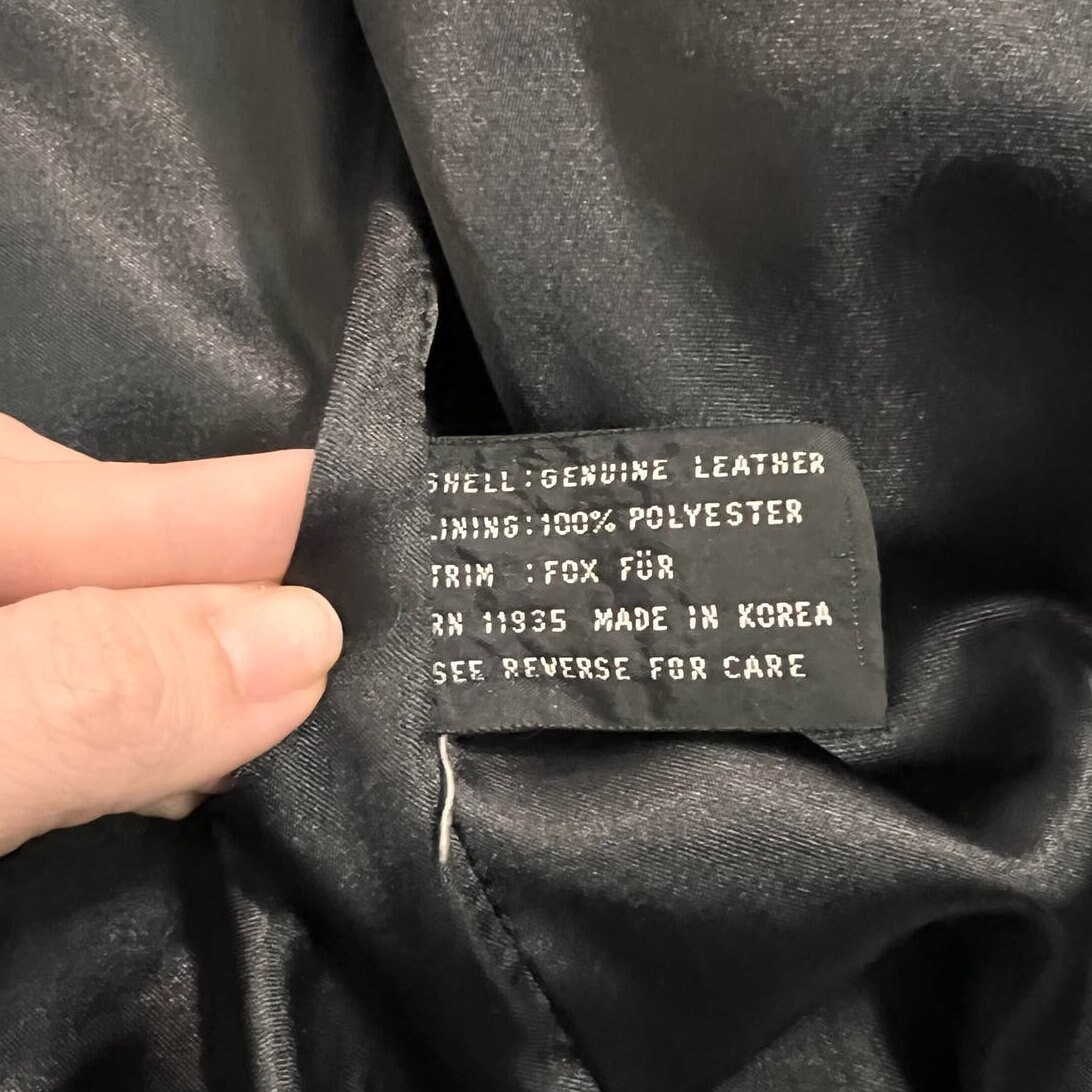 SHELL:GENUINE LEATHER
LINING:100% POLYESTER
TRIM :FOX FÜR
RN 11935 MADE IN KOREA
SEE REVERSE FOR CARE